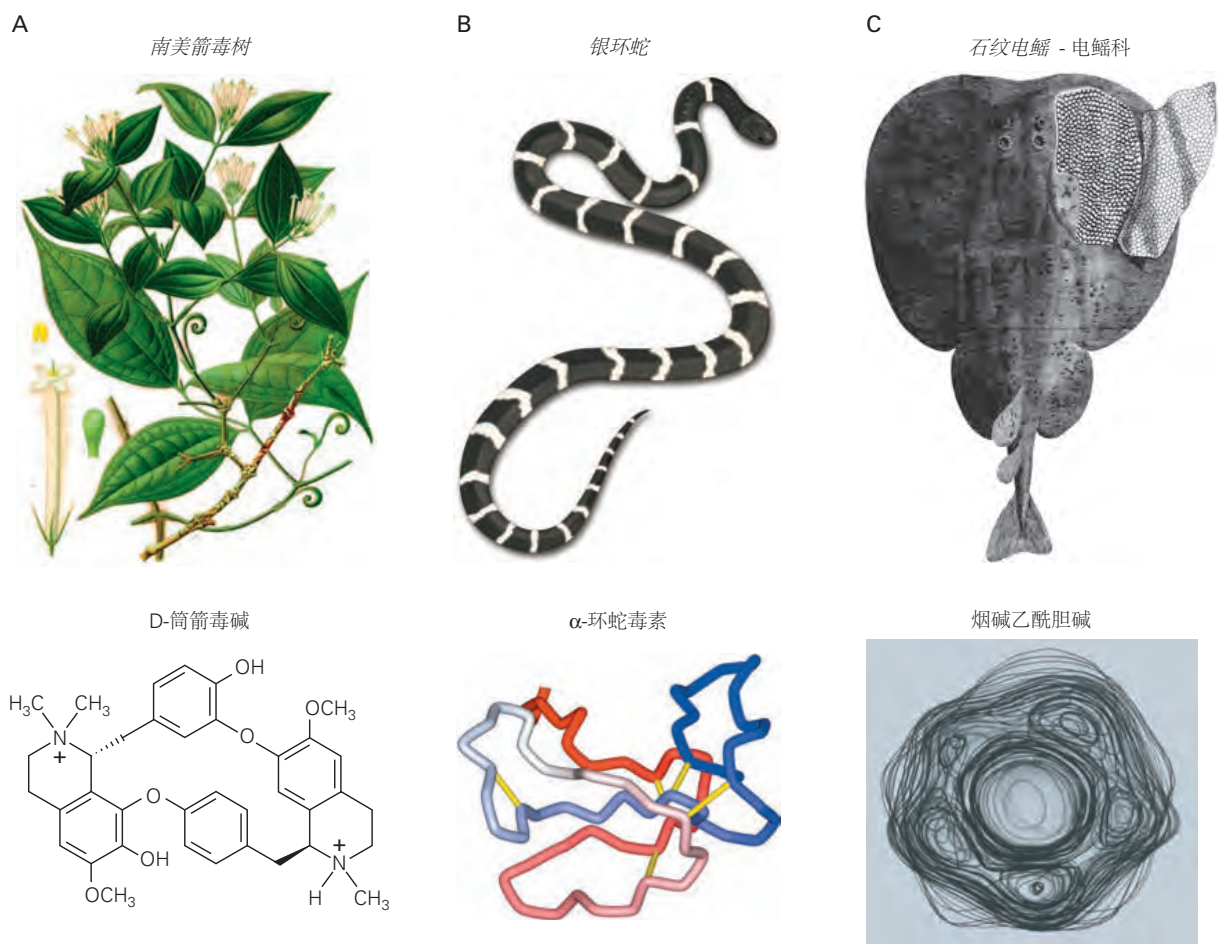 A
南美箭毒树
B
银环蛇
C
石纹电鳐 - 电鳐科
D-筒箭毒碱
OH
H₃C
CH₃
N
+
OCH₃
O
O
OH
OCH₃
+
N
H
CH₃
α-环蛇毒素
烟碱乙酰胆碱